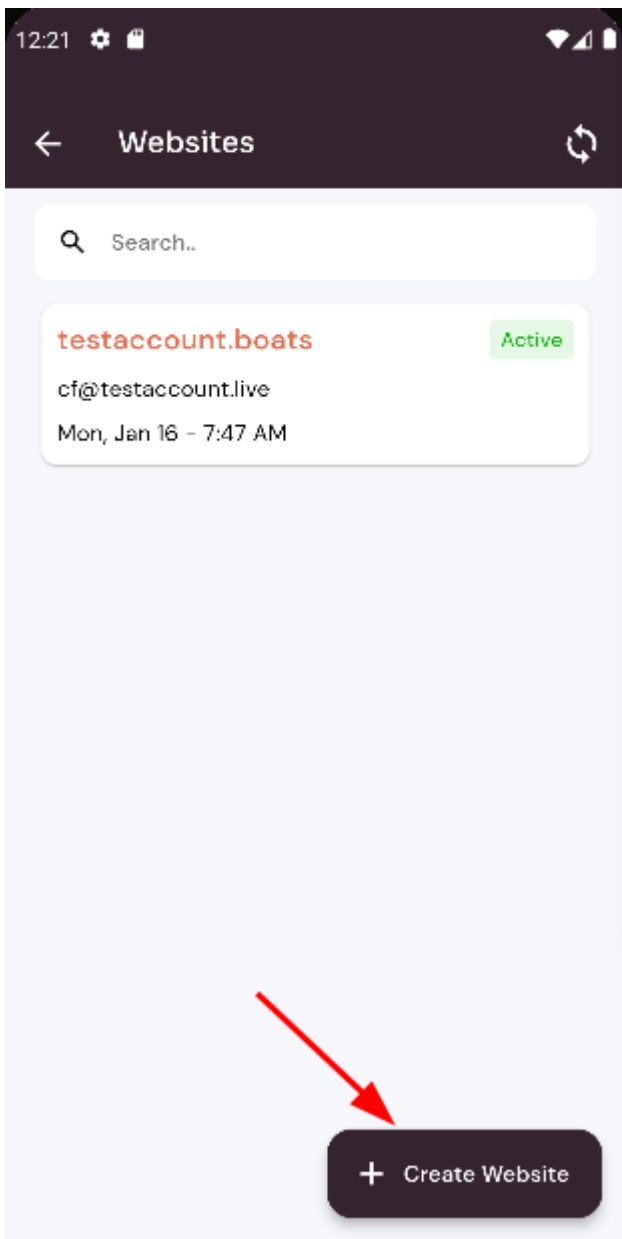 12:21
Websites
Search..
testaccount.boats Active
cf@testaccount.live
Mon, Jan 16 - 7:47 AM
+ Create Website